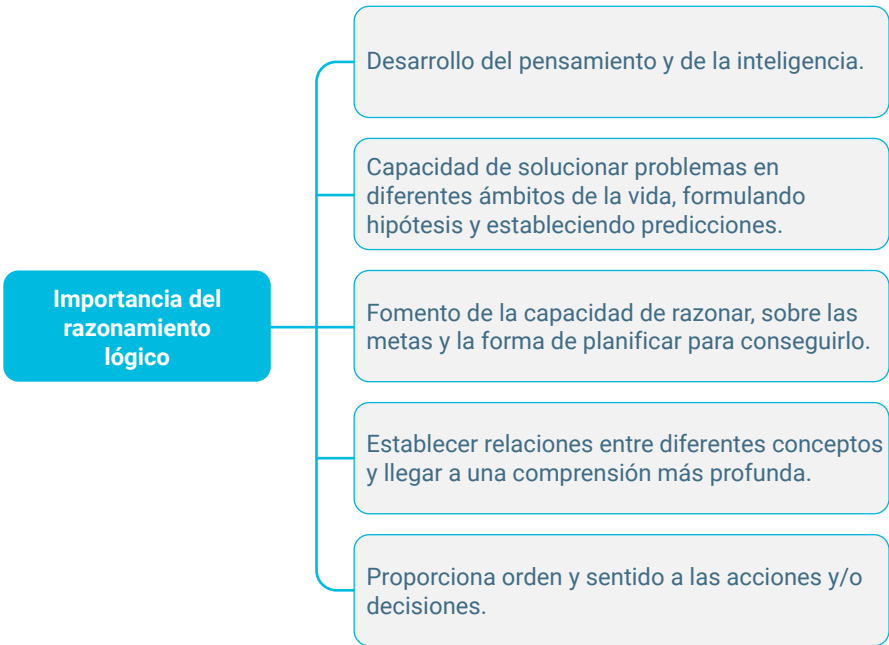 Desarrollo del pensamiento y de la inteligencia.
Capacidad de solucionar problemas en
diferentes ámbitos de la vida, formulando
hipótesis y estableciendo predicciones.
Importancia del
razonamiento
lógico
Fomento de la capacidad de razonar, sobre las
metas y la forma de planificar para conseguirlo.
Establecer relaciones entre diferentes conceptos
y llegar a una comprensión más profunda.
Proporciona orden y sentido a las acciones y/o
decisiones.